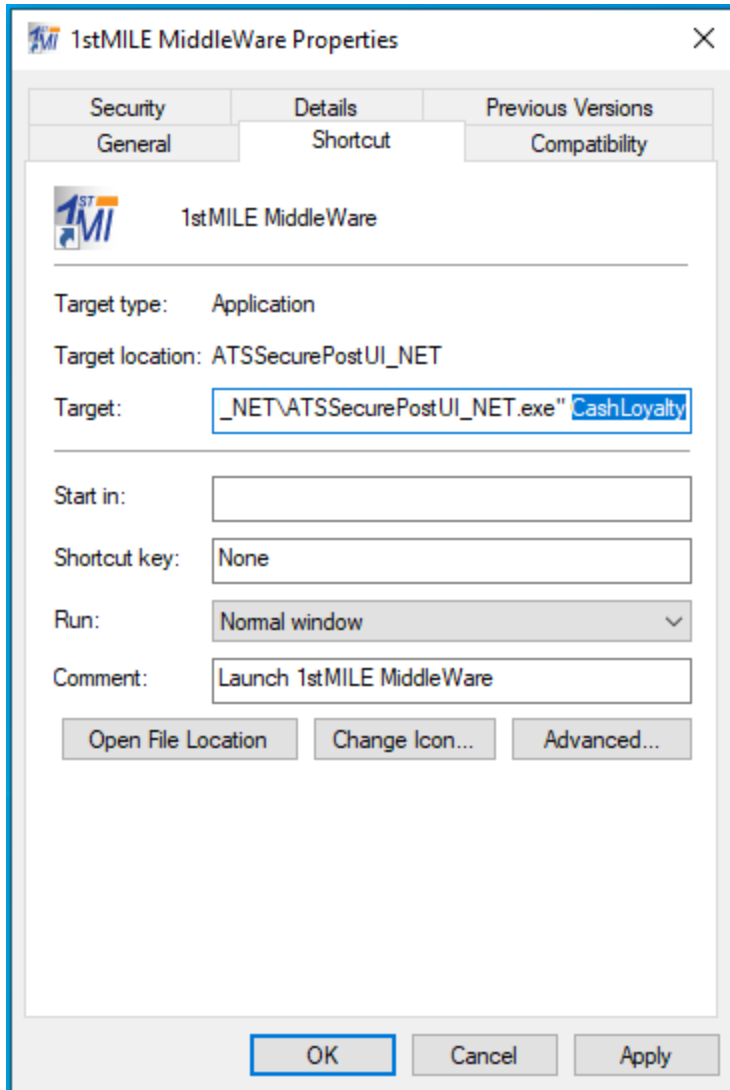 1stMILE MiddleWare Properties
Security Details Previous Versions
General Shortcut Compatibility
1ST MI
1stMILE MiddleWare
Target type: Application
Target location: ATSSecurePostUI_NET
Target: _NET\ATSSecurePostUI_NET.exe" CashLoyalty
Start in:
Shortcut key: None
Run: Normal window
Comment: Launch 1stMILE MiddleWare
Open File Location Change Icon... Advanced...
OK Cancel Apply